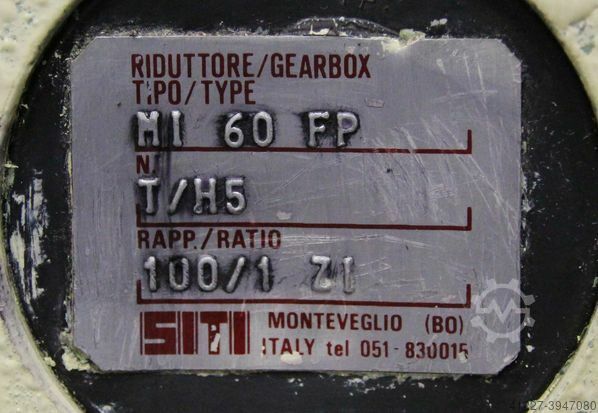 RIDUTTORE/GEARBOX
TIPO/TYPE
MI 60 FP
N.
T/H5
RAPP./RATIO
100/1 Z1
SITI MONTEVEGLIO (BO)
ITALY tel 051-830015
27-3947080